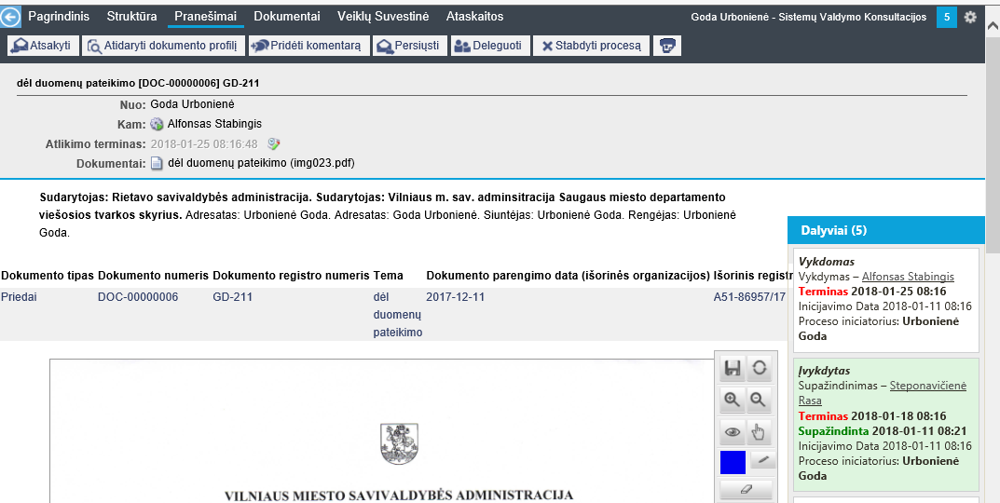 Pagrindinis Struktūra Pranešimai Dokumentai Veiklų Suvestinė Ataskaitos Goda Urbonienė - Sistemų Valdymo Konsultacijos 5
Atsakyti Atidaryti dokumento profilį Pridėti komentarą Persiųsti Deleguoti Stabdyti procesą
dėl duomenų pateikimo [DOC-00000006] GD-211
Nuo: Goda Urbonienė
Kam: Alfonsas Stabingis
Atlikimo terminas: 2018-01-25 08:16:48
Dokumentai: dėl duomenų pateikimo (img023.pdf)
Sudarytojas: Rietavo savivaldybės administracija. Sudarytojas: Vilniaus m. sav. adminsitracija Saugaus miesto departamento
viešosios tvarkos skyrius. Adresatas: Urbonienė Goda. Adresatas: Goda Urbonienė. Siuntėjas: Urbonienė Goda. Rengėjas: Urbonienė
Goda.
Dokumento tipas Dokumento numeris Dokumento registro numeris Tema Dokumento parengimo data (išorinės organizacijos) Išorinis registr
Priedai DOC-00000006 GD-211 dėl 2017-12-11 A51-86957/17
duomenų
pateikimo
VILNIAUS MIESTO SAVIVALDYBĖS ADMINISTRACIJA
Dalyviai (5)
Vykdomas
Vykdymas – Alfonsas Stabingis
Terminas 2018-01-25 08:16
Inicijavimo Data 2018-01-11 08:16
Proceso iniciatorius: Urbonienė
Goda
Įvykdytas
Supažindinimas – Steponavičienė
Rasa
Terminas 2018-01-18 08:16
Supažindinta 2018-01-11 08:21
Inicijavimo Data 2018-01-11 08:16
Proceso iniciatorius: Urbonienė
Goda